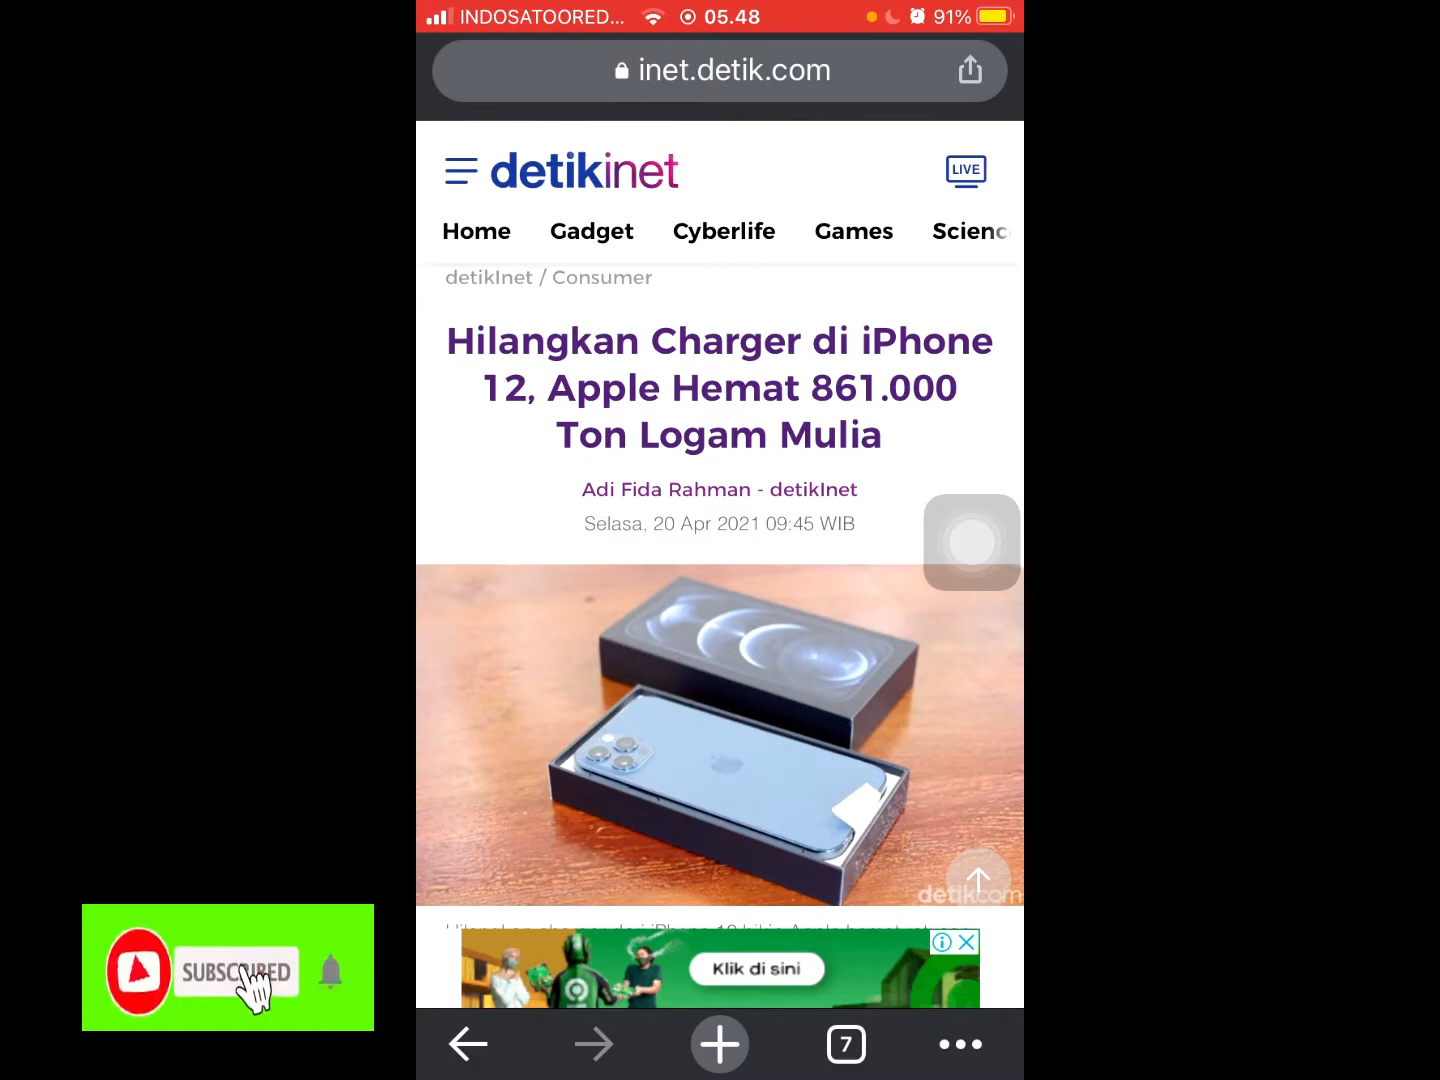 INDOSATOORED... 05.48 91%
inet.detik.com
detikinet LIVE
Home Gadget Cyberlife Games Scienc
detikInet / Consumer
Hilangkan Charger di iPhone
12, Apple Hemat 861.000
Ton Logam Mulia
Adi Fida Rahman - detikInet
Selasa, 20 Apr 2021 09:45 WIB
detikcom
Klik di sini
SUBSCRIBED
7